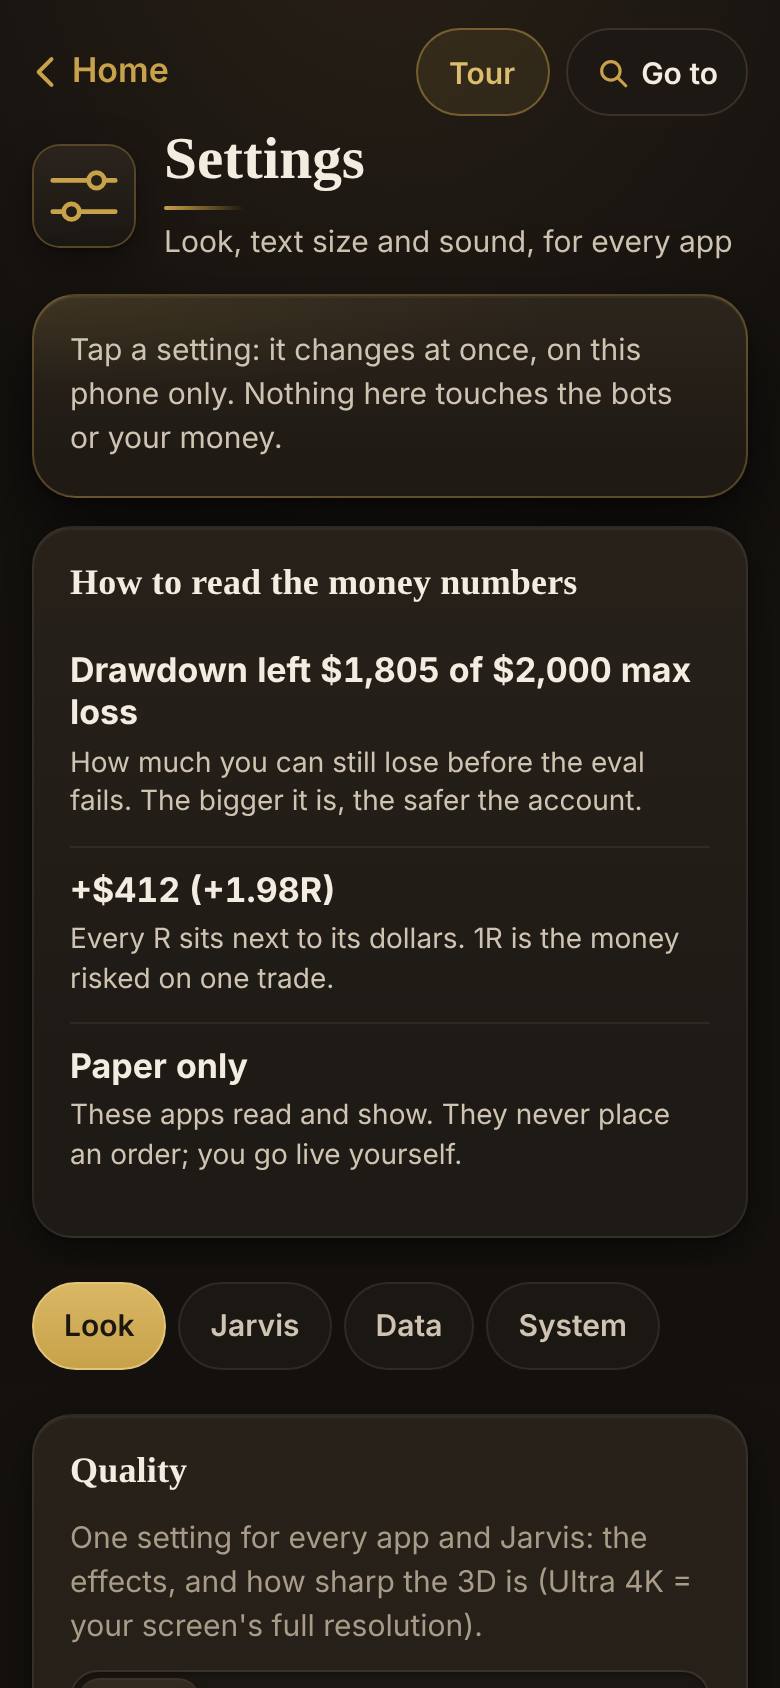 Home
Tour
Go to
Settings
Look, text size and sound, for every app
Tap a setting: it changes at once, on this
phone only. Nothing here touches the bots
or your money.
How to read the money numbers
Drawdown left $1,805 of $2,000 max
loss
How much you can still lose before the eval
fails. The bigger it is, the safer the account.
+$412 (+1.98R)
Every R sits next to its dollars. 1R is the money
risked on one trade.
Paper only
These apps read and show. They never place
an order; you go live yourself.
Look
Jarvis
Data
System
Quality
One setting for every app and Jarvis: the
effects, and how sharp the 3D is (Ultra 4K =
your screen's full resolution).